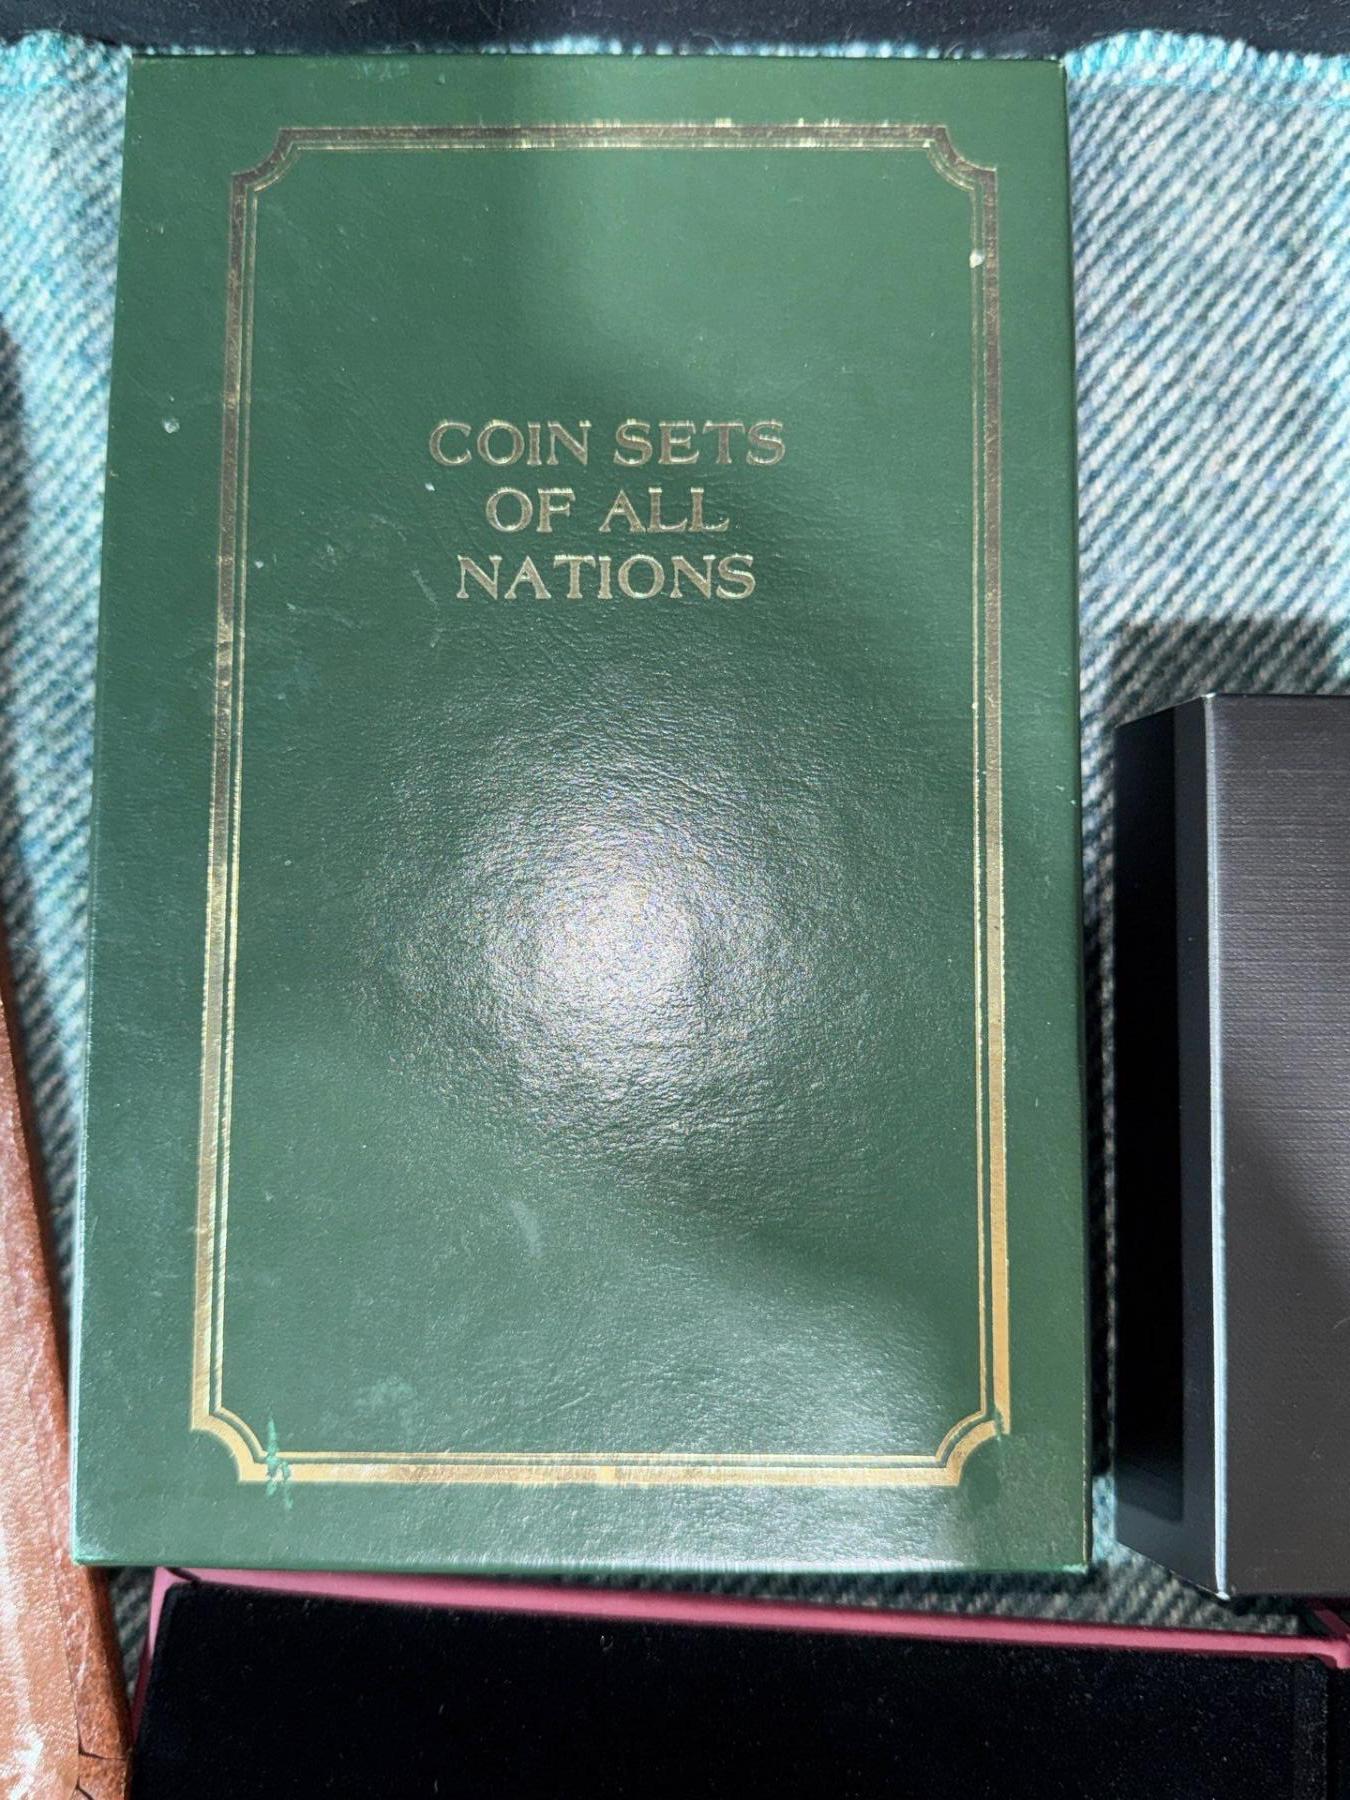 COIN SETS
OF ALL
NATIONS